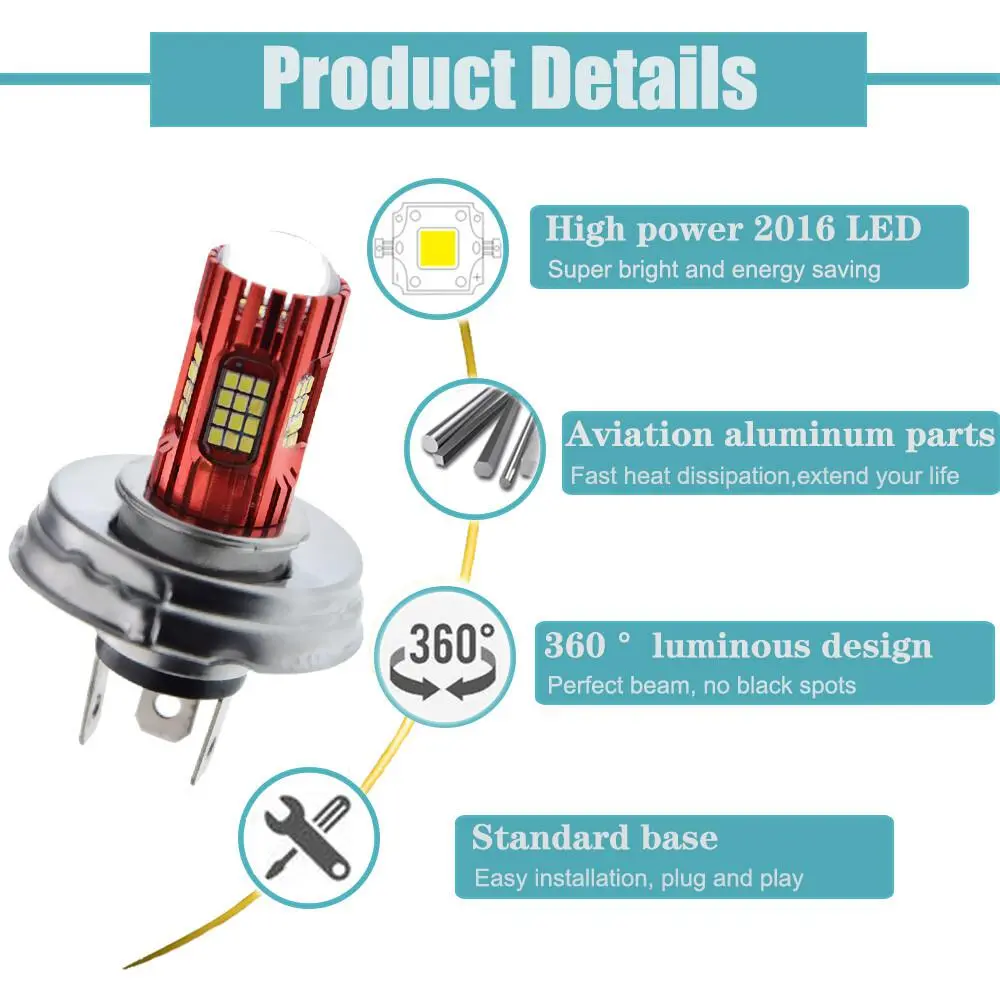 Product Details
High power 2016 LED
Super bright and energy saving
Aviation aluminum parts
Fast heat dissipation,extend your life
360°
360 ° luminous design
Perfect beam, no black spots
Standard base
Easy installation, plug and play